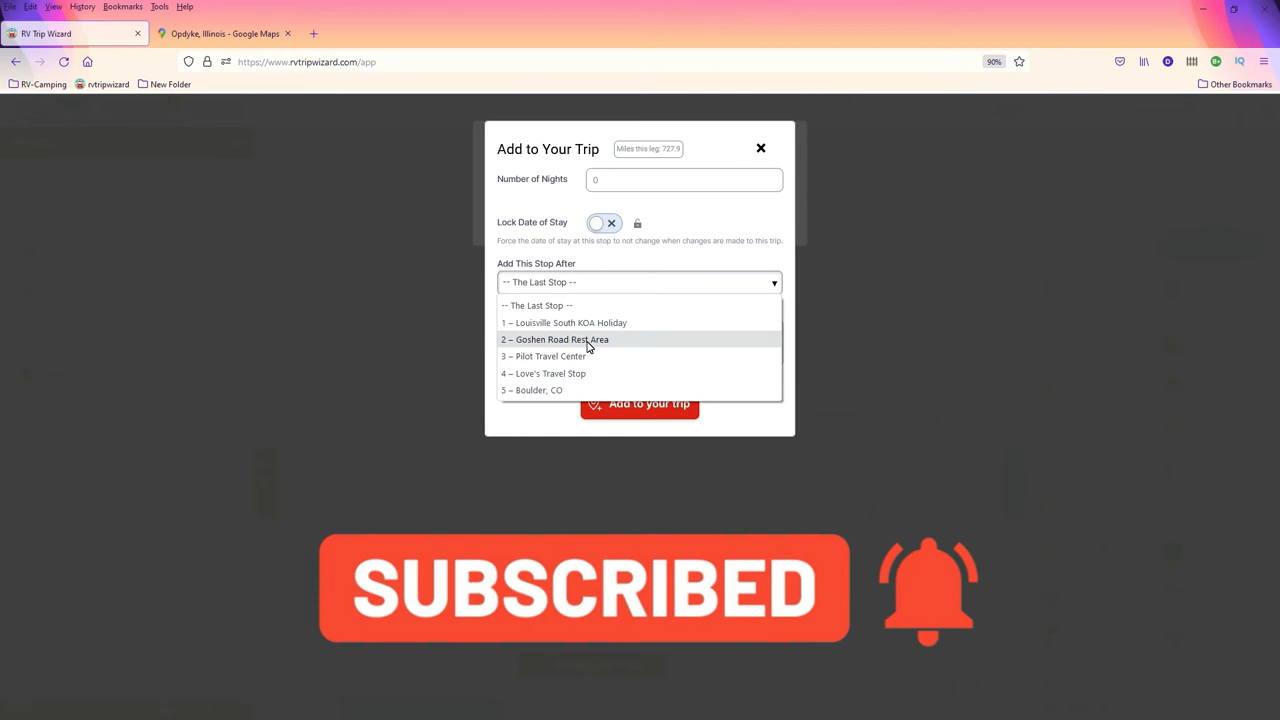 File Edit View History Bookmarks Tools Help
RV Trip Wizard
Opdyke, Illinois - Google Maps
https://www.rvtripwizard.com/app
90%
RV-Camping
rvtripwizard
New Folder
Other Bookmarks
Add to Your Trip
Miles this leg: 727.9
Number of Nights
0
Lock Date of Stay
Force the date of stay at this stop to not change when changes are made to this trip.
Add This Stop After
-- The Last Stop --
-- The Last Stop --
1 – Louisville South KOA Holiday
2 – Goshen Road Rest Area
3 – Pilot Travel Center
4 – Love's Travel Stop
5 – Boulder, CO
Add to your trip
SUBSCRIBED